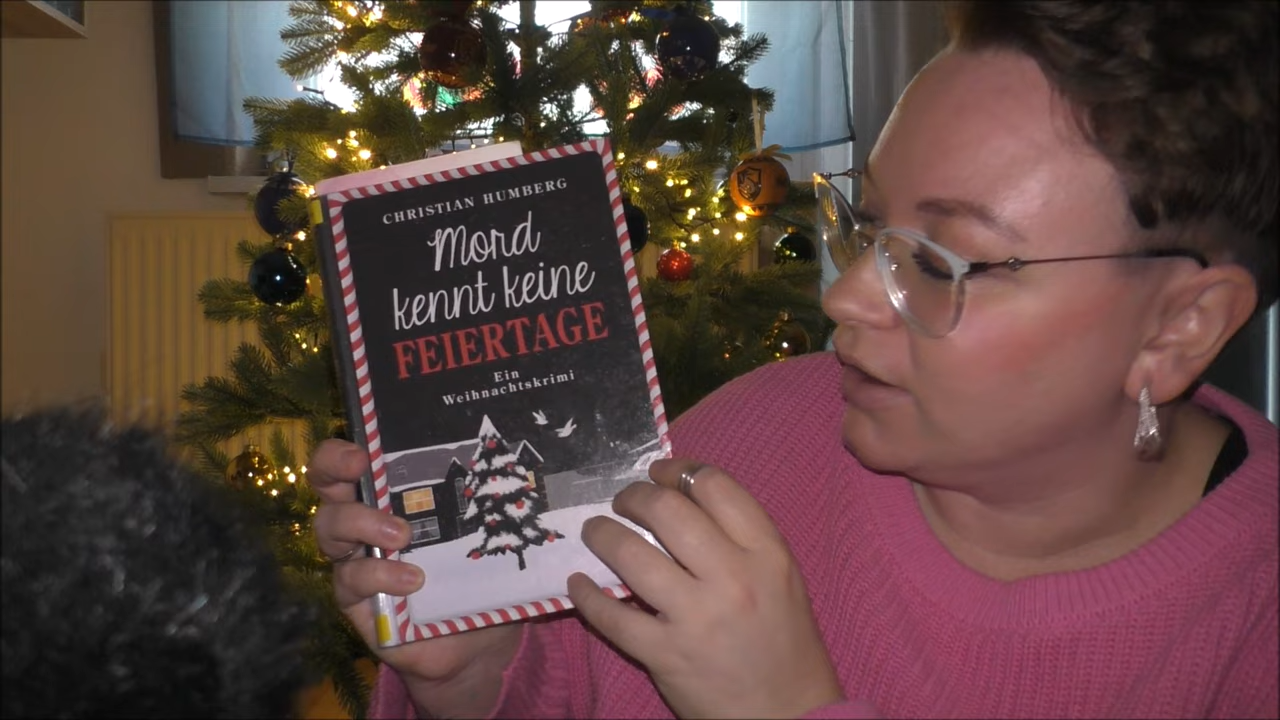 CHRISTIAN HUMBERG
Mord
kennt keine
FEIERTAGE
Ein
Weihnachtskrimi